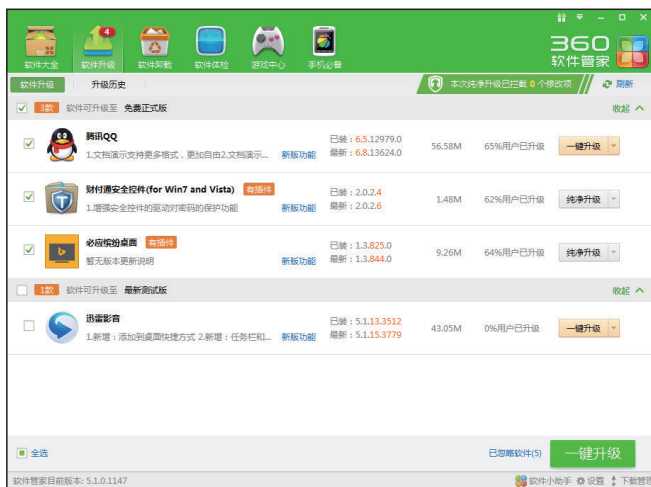 4
360
软件管家
软件大全 软件升级 软件卸载 软件体检 游戏中心 手机必备
软件升级 升级历史 本次纯净升级已拦截 0 个修改项 刷新
3款 软件可升级至 免费正式版 收起
腾讯QQ
1.文档演示支持更多格式,更加自由2.文档演示... 新版功能
已装:6.5.12979.0
最新:6.8.13624.0
56.58M 65%用户已升级 一键升级
财付通安全控件(for Win7 and Vista) 有插件
1.增强安全控件的驱动对密码的保护功能 新版功能
已装:2.0.2.4
最新:2.0.2.6
1.48M 62%用户已升级 纯净升级
必应缤纷桌面 有插件
暂无版本更新说明 新版功能
已装:1.3.825.0
最新:1.3.844.0
9.26M 64%用户已升级 纯净升级
1款 软件可升级至 最新测试版 收起
迅雷影音
1.新增:添加到桌面快捷方式 2.新增:任务栏和... 新版功能
已装:5.1.13.3512
最新:5.1.15.3779
43.05M 0%用户已升级 一键升级
全选 已忽略软件(5) 一键升级
软件管家目前版本: 5.1.0.1147 软件小助手 设置 下载管理